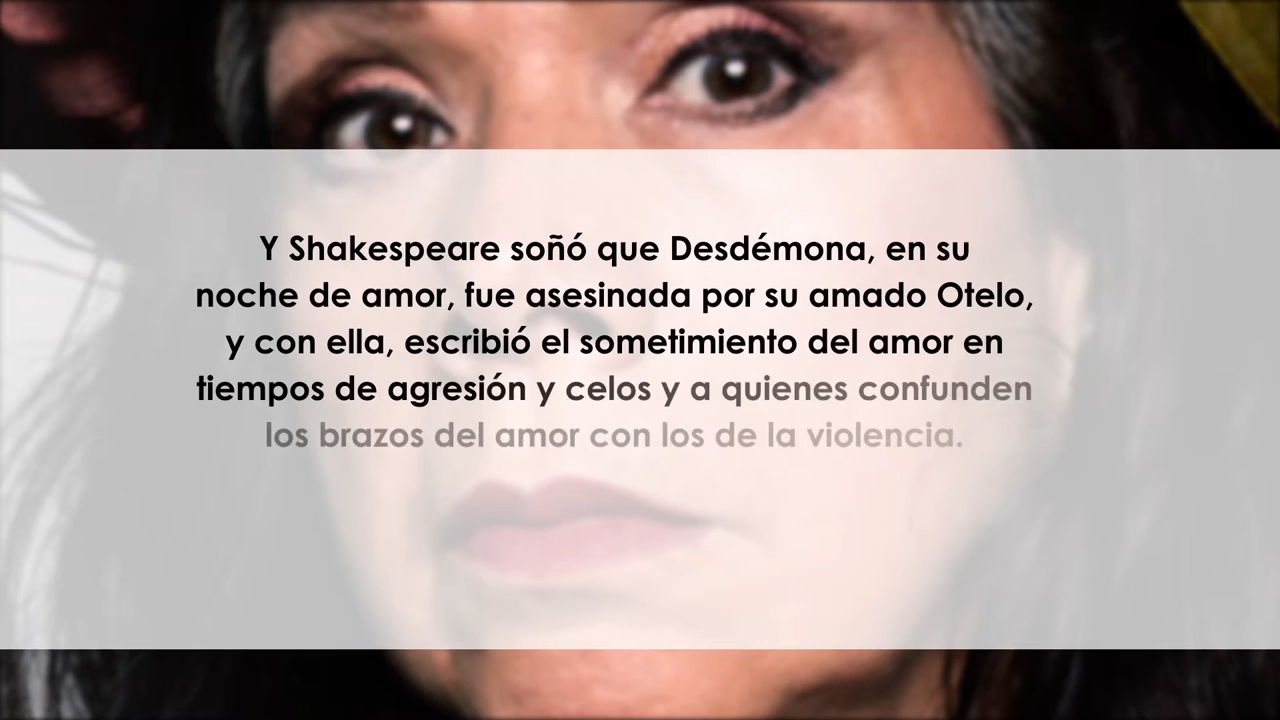 Y Shakespeare soñó que Desdémona, en su
noche de amor, fue asesinada por su amado Otelo,
y con ella, escribió el sometimiento del amor en
tiempos de agresión y celos y a quienes confunden
los brazos del amor con los de la violencia.